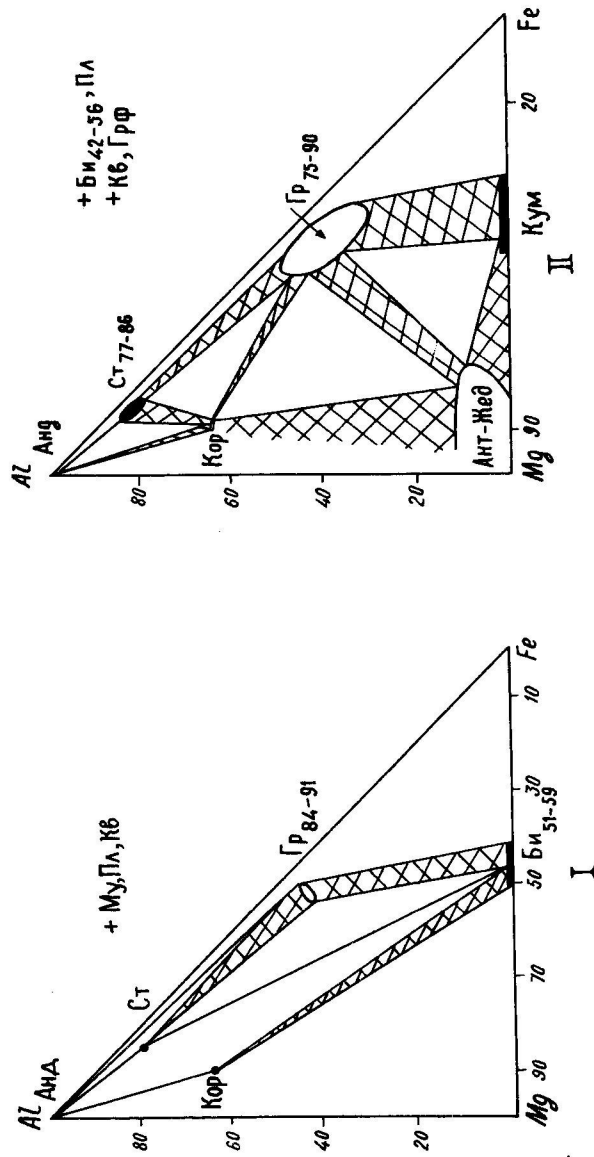 Al Анд
80
60
40
20
Mg 90
70
50
30
10
Fe
Ст
Кор
Гр84-91
Би51-59
+ Му,Пл,Кв
I
Al Анд
80
60
40
20
Mg 90
20
Fe
Ст77-86
Кор
Гр75-90
Ант-Жед
Кум
+ Би42-56, Пл
+ Кв, Грф
II